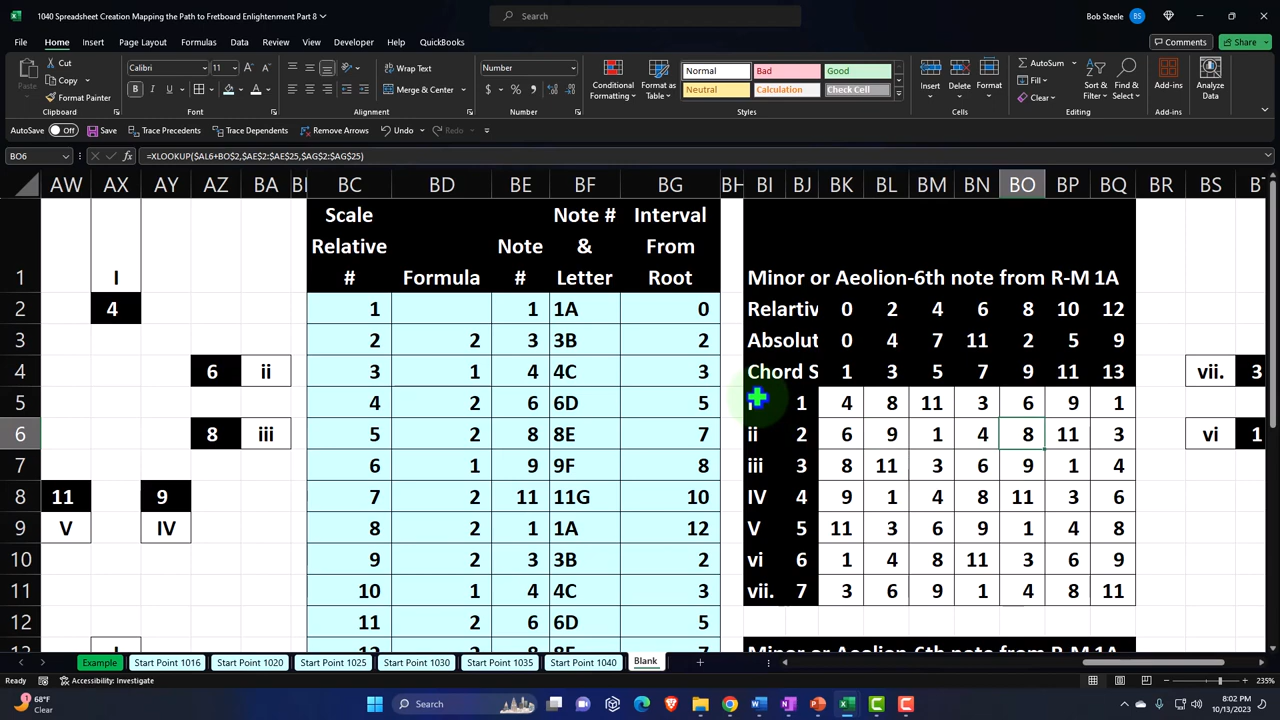 1040 Spreadsheet Creation Mapping the Path to Fretboard Enlightenment Part 8
Search
Bob Steele
BS
File Home Insert Page Layout Formulas Data Review View Developer Help QuickBooks
Comments
Share
Cut
Copy
Format Painter
Paste
Clipboard
Calibri
11
Font
Wrap Text
Merge & Center
Alignment
Number
Number
Conditional Formatting
Format as Table
Normal Bad Good
Neutral Calculation Check Cell
Styles
Insert Delete Format
Cells
AutoSum
Fill
Clear
Sort & Filter
Find & Select
Editing
Add-ins
Add-ins
Analyze Data
AutoSave Off Save Trace Precedents Trace Dependents Remove Arrows Undo Redo
BO6 fx =XLOOKUP($AL6+BO$2,$AE$2:$AE$25,$AG$2:$AG$25)
AW AX AY AZ BA BC BD BE BF BG BH BI BJ BK BL BM BN BO BP BQ BR BS
1 I Scale Relative # Formula Note # Note # & Letter Interval From Root Minor or Aeolion-6th note from R-M 1A
2 4 1 1 1A 0 Relartiv 0 2 4 6 8 10 12
3 2 2 3 3B 2 Absolut 0 4 7 11 2 5 9
4 6 ii 3 1 4 4C 3 Chord S 1 3 5 7 9 11 13 vii. 3
5 4 2 6 6D 5 1 4 8 11 3 6 9 1
6 8 iii 5 2 8 8E 7 ii 2 6 9 1 4 8 11 3 vi 1
7 6 1 9 9F 8 iii 3 8 11 3 6 9 1 4
8 11 9 7 2 11 11G 10 IV 4 9 1 4 8 11 3 6
9 V IV 8 2 1 1A 12 V 5 11 3 6 9 1 4 8
10 9 2 3 3B 2 vi 6 1 4 8 11 3 6 9
11 10 1 4 4C 3 vii. 7 3 6 9 1 4 8 11
12 11 2 6 6D 5
Example Start Point 1016 Start Point 1020 Start Point 1025 Start Point 1030 Start Point 1035 Start Point 1040 Blank
Ready Accessibility: Investigate
235%
68°F
Clear
Search
8:02 PM
10/13/2023